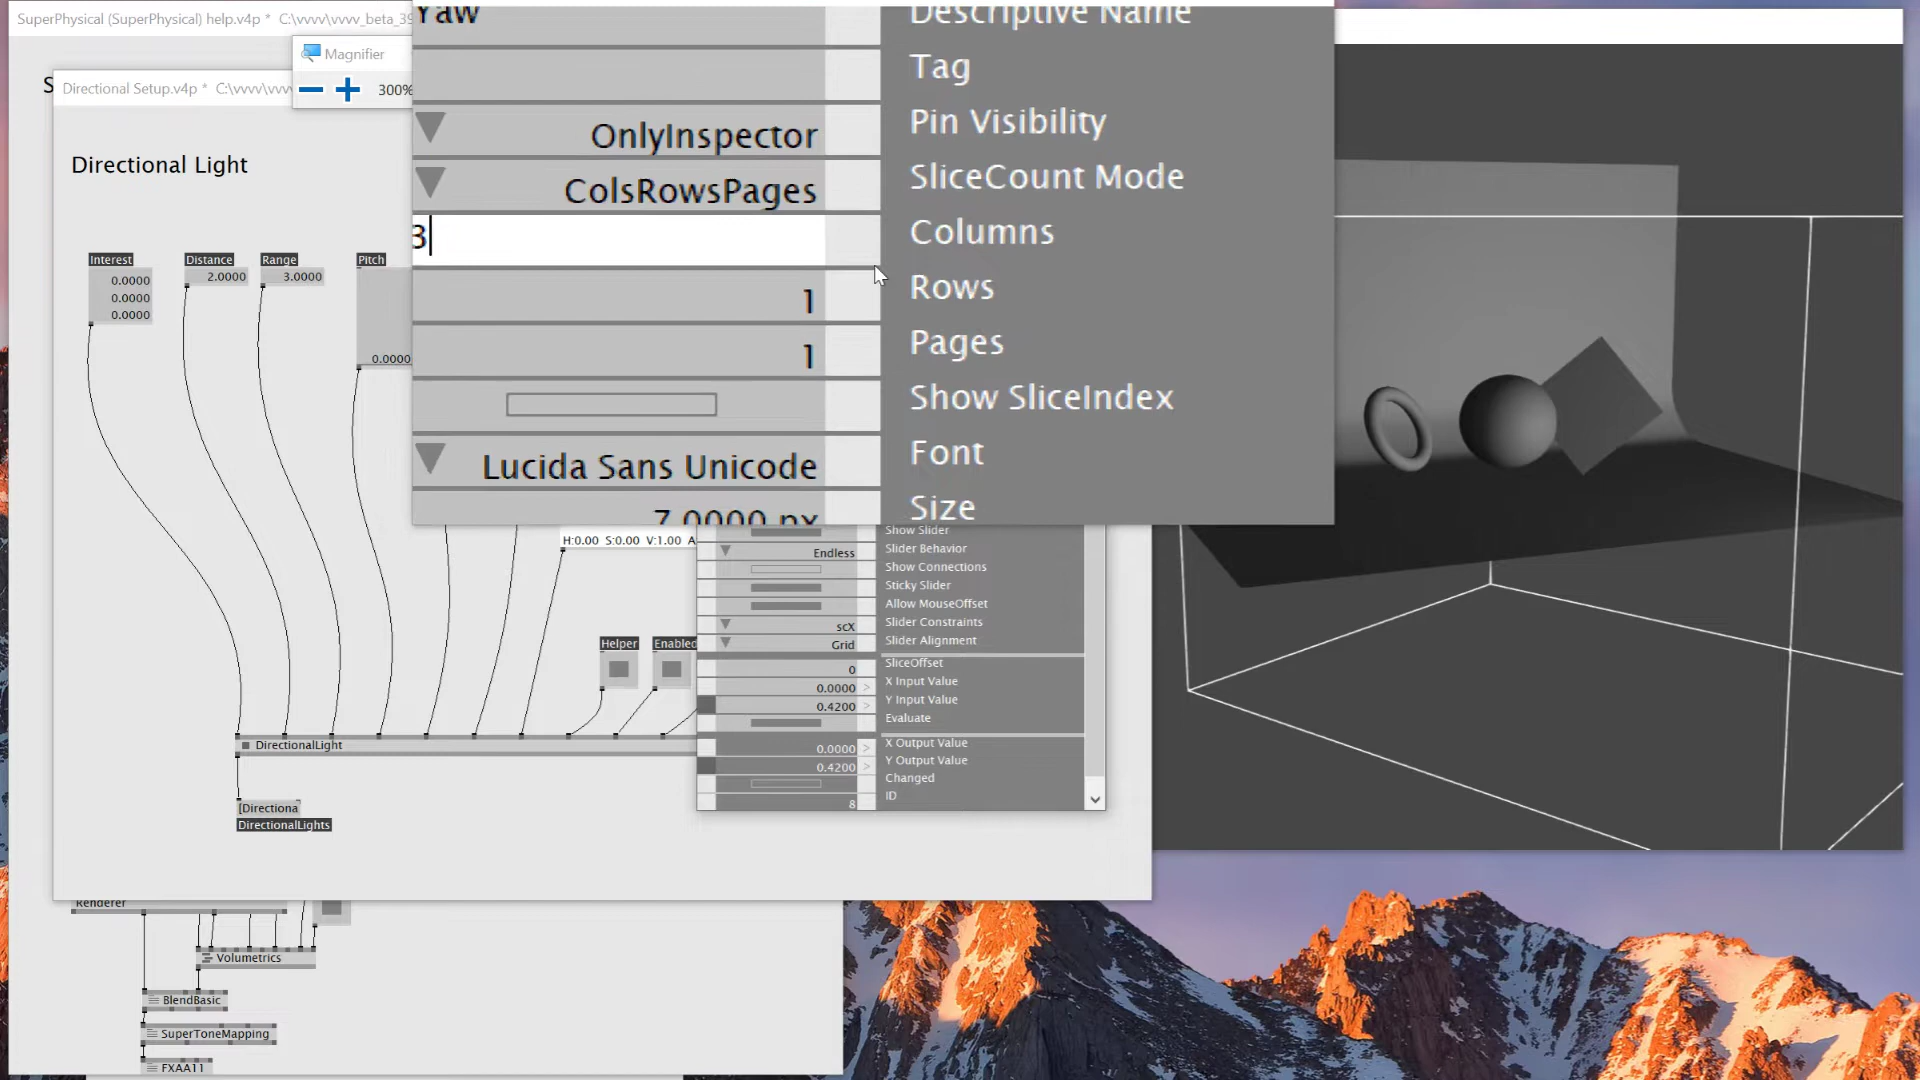 SuperPhysical (SuperPhysical) help.v4p * C:\vvvv\vvvv_beta_39
S
Magnifier
300%
Directional Setup.v4p * C:\vvvv\vvvv
Directional Light
Yaw
Descriptive Name
Tag
OnlyInspector
Pin Visibility
ColsRowsPages
SliceCount Mode
3
Columns
1
Rows
1
Pages
Show SliceIndex
Lucida Sans Unicode
Font
7.0000 px
Size
Interest
0.0000
0.0000
0.0000
Distance
2.0000
Range
3.0000
Pitch
0.0000
H:0.00 S:0.00 V:1.00 A
Show Slider
Endless
Slider Behavior
Show Connections
Sticky Slider
Allow MouseOffset
scX
Slider Constraints
Grid
Slider Alignment
0
SliceOffset
0.0000 >
X Input Value
0.4200 >
Y Input Value
Evaluate
0.0000 >
X Output Value
0.4200 >
Y Output Value
Changed
8
ID
Helper
Enabled
DirectionalLight
[Directiona
DirectionalLights
Renderer
Volumetrics
BlendBasic
SuperToneMapping
FXAA11